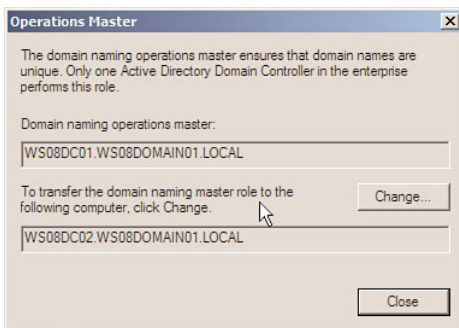 Operations Master
The domain naming operations master ensures that domain names are
unique. Only one Active Directory Domain Controller in the enterprise
performs this role.
Domain naming operations master:
WS08DC01.WS08DOMAIN01.LOCAL
To transfer the domain naming master role to the
following computer, click Change.
Change...
WS08DC02.WS08DOMAIN01.LOCAL
Close